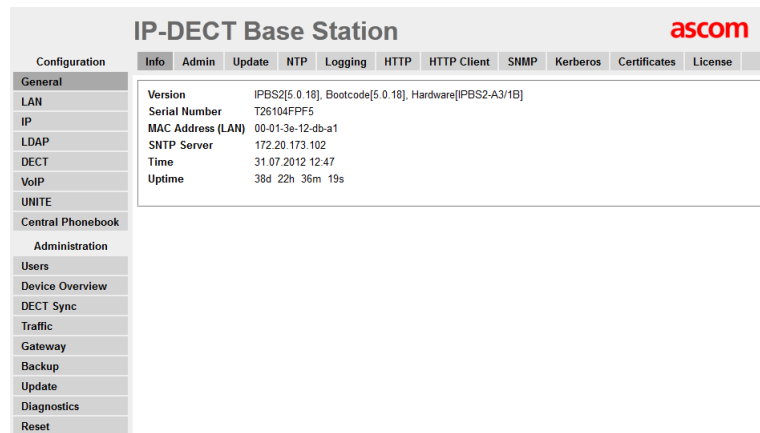 IP-DECT Base Station
ascom
Configuration
Info Admin Update NTP Logging HTTP HTTP Client SNMP Kerberos Certificates License
General
LAN
IP
LDAP
DECT
VoIP
UNITE
Central Phonebook
Administration
Users
Device Overview
DECT Sync
Traffic
Gateway
Backup
Update
Diagnostics
Reset
Version IPBS2[5.0.18], Bootcode[5.0.18], Hardware[IPBS2-A3/1B]
Serial Number T26104FPF5
MAC Address (LAN) 00-01-3e-12-db-a1
SNTP Server 172.20.173.102
Time 31.07.2012 12:47
Uptime 38d 22h 36m 19s